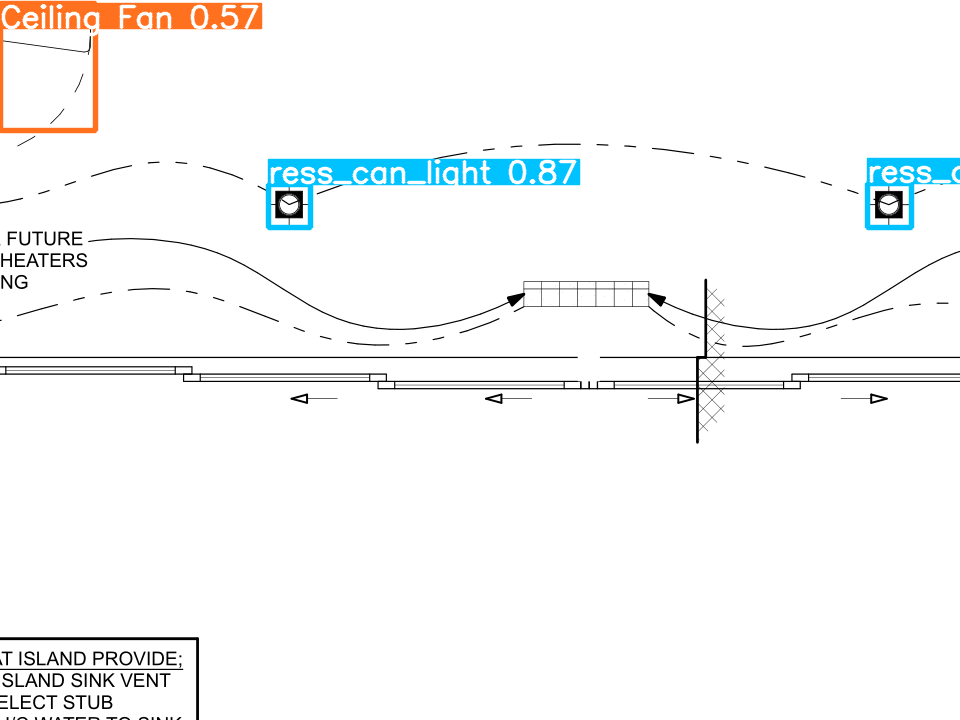 Ceiling Fan 0.57
ress_can_light 0.87
ress_c
FUTURE
HEATERS
NG
AT ISLAND PROVIDE;
ISLAND SINK VENT
ELECT STUB
WATER TO SINK